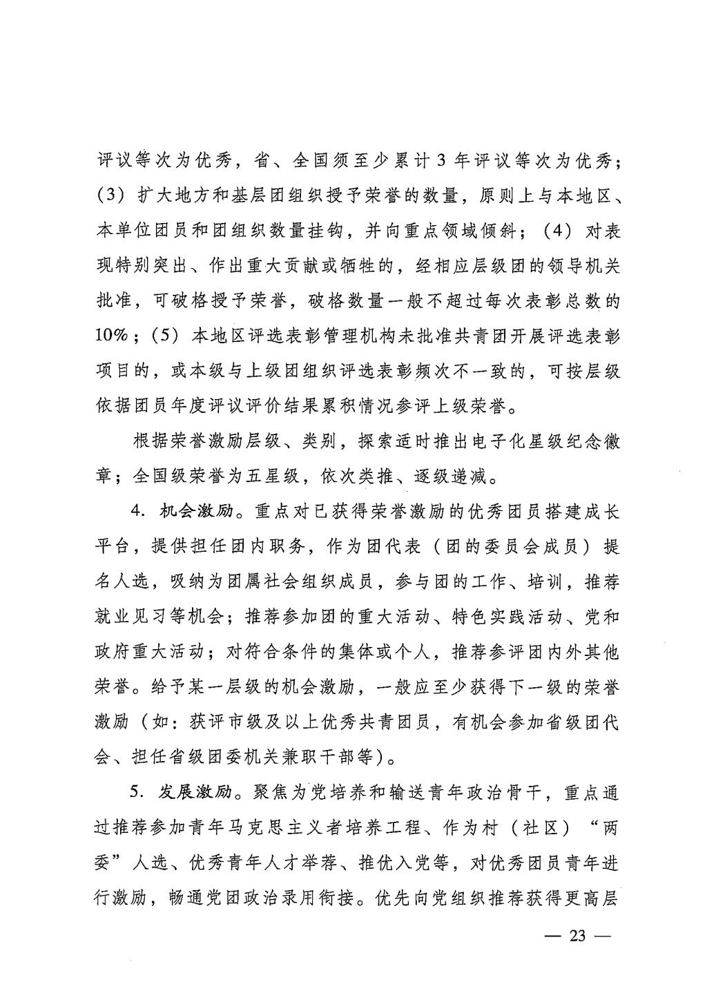 评议等次为优秀，省、全国须至少累计3年评议等次为优秀；
（3）扩大地方和基层团组织授予荣誉的数量，原则上与本地区、
本单位团员和团组织数量挂钩，并向重点领域倾斜；（4）对表
现特别突出、作出重大贡献或牺牲的，经相应层级团的领导机关
批准，可破格授予荣誉，破格数量一般不超过每次表彰总数的
10%；（5）本地区评选表彰管理机构未批准共青团开展评选表彰
项目的，或本级与上级团组织评选表彰频次不一致的，可按层级
依据团员年度评议评价结果累积情况参评上级荣誉。
根据荣誉激励层级、类别，探索适时推出电子化星级纪念徽
章；全国级荣誉为五星级，依次类推、逐级递减。
4．机会激励。重点对已获得荣誉激励的优秀团员搭建成长
平台，提供担任团内职务，作为团代表（团的委员会成员）提
名人选，吸纳为团属社会组织成员，参与团的工作、培训，推荐
就业见习等机会；推荐参加团的重大活动、特色实践活动、党和
政府重大活动；对符合条件的集体或个人，推荐参评团内外其他
荣誉。给予某一层级的机会激励，一般应至少获得下一级的荣誉
激励（如：获评市级及以上优秀共青团员，有机会参加省级团代
会、担任省级团委机关兼职干部等）。
5．发展激励。聚焦为党培养和输送青年政治骨干，重点通
过推荐参加青年马克思主义者培养工程、作为村（社区）“两
委”人选、优秀青年人才举荐、推优入党等，对优秀团员青年进
行激励，畅通党团政治录用衔接。优先向党组织推荐获得更高层
— 23 —